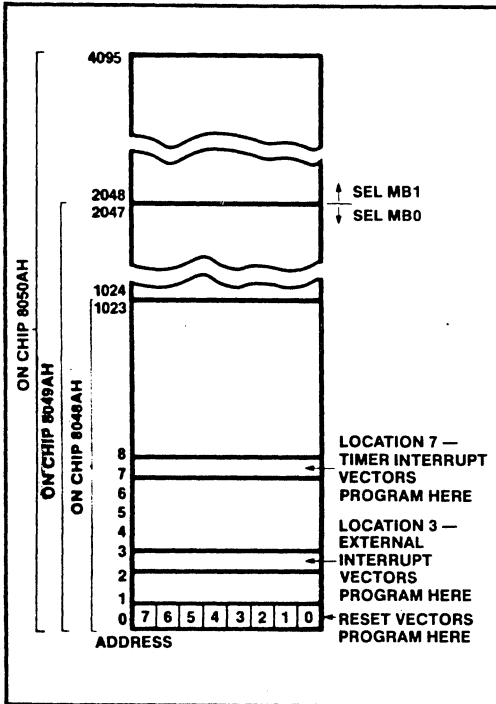 4095
2048
2047
SEL MB1
SEL MB0
1024
1023
ON CHIP 8050AH
ON CHIP 8049AH
ON CHIP 8048AH
8
7
6
5
4
3
2
1
0
LOCATION 7 —
TIMER INTERRUPT
VECTORS
PROGRAM HERE
LOCATION 3 —
EXTERNAL
INTERRUPT
VECTORS
PROGRAM HERE
7 6 5 4 3 2 1 0
RESET VECTORS
PROGRAM HERE
ADDRESS